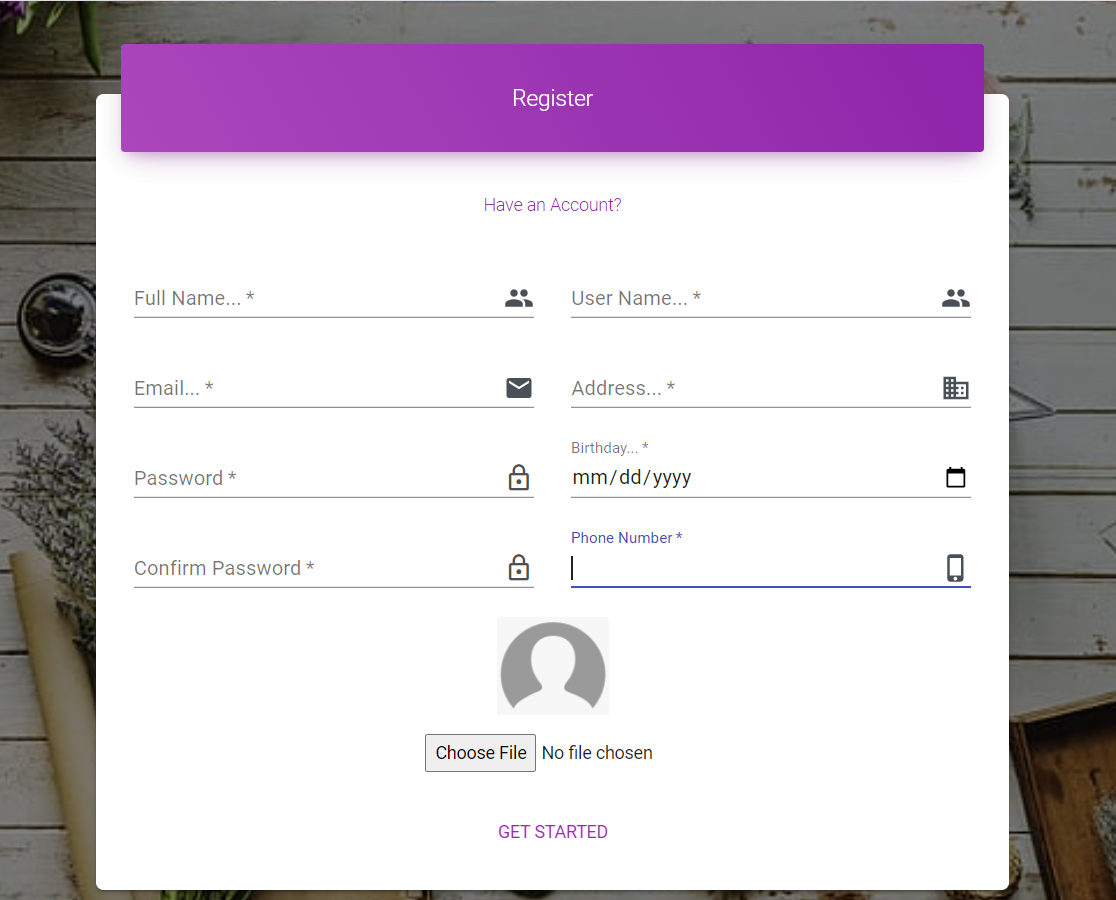 Register
Have an Account?
Full Name... *
User Name... *
Email... *
Address... *
Password *
Birthday... *
mm/dd/yyyy
Confirm Password *
Phone Number *
Choose File No file chosen
GET STARTED